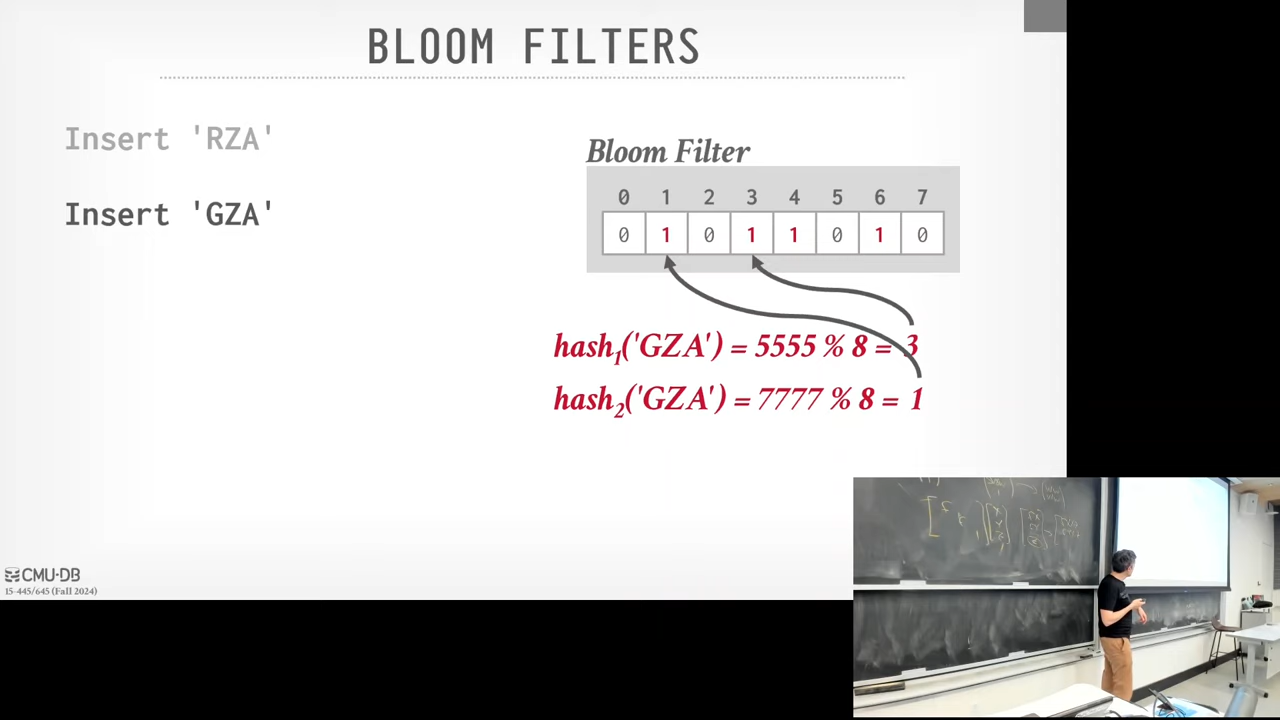 BLOOM FILTERS
Insert 'RZA'
Insert 'GZA'
Bloom Filter
0 1 2 3 4 5 6 7
0 1 0 1 1 0 1 0
hash1('GZA') = 5555 % 8 = 3
hash2('GZA') = 7777 % 8 = 1
CMU·DB
15-445/645 (Fall 2024)